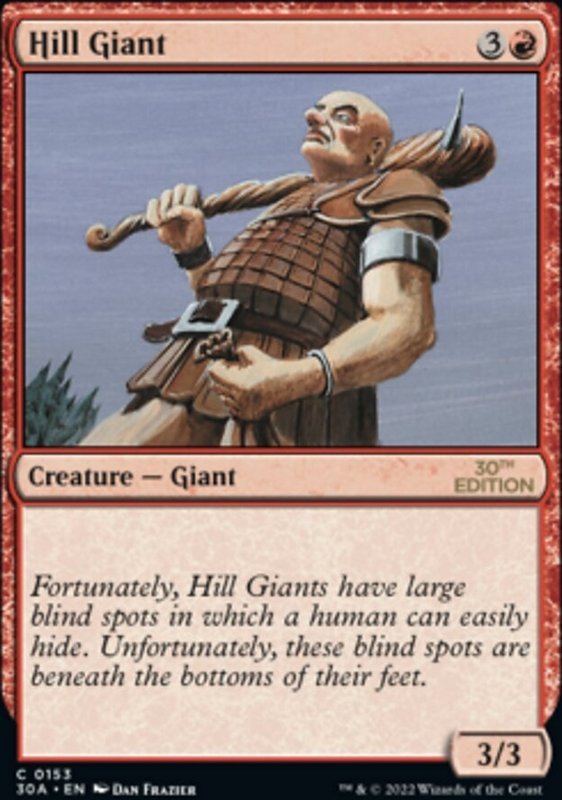 Hill Giant 3
Creature — Giant
30TH
EDITION
Fortunately, Hill Giants have large
blind spots in which a human can easily
hide. Unfortunately, these blind spots are
beneath the bottoms of their feet.
3/3
C 0153
30A • EN DAN FRAZIER
™ & © 2022 Wizards of the Coast